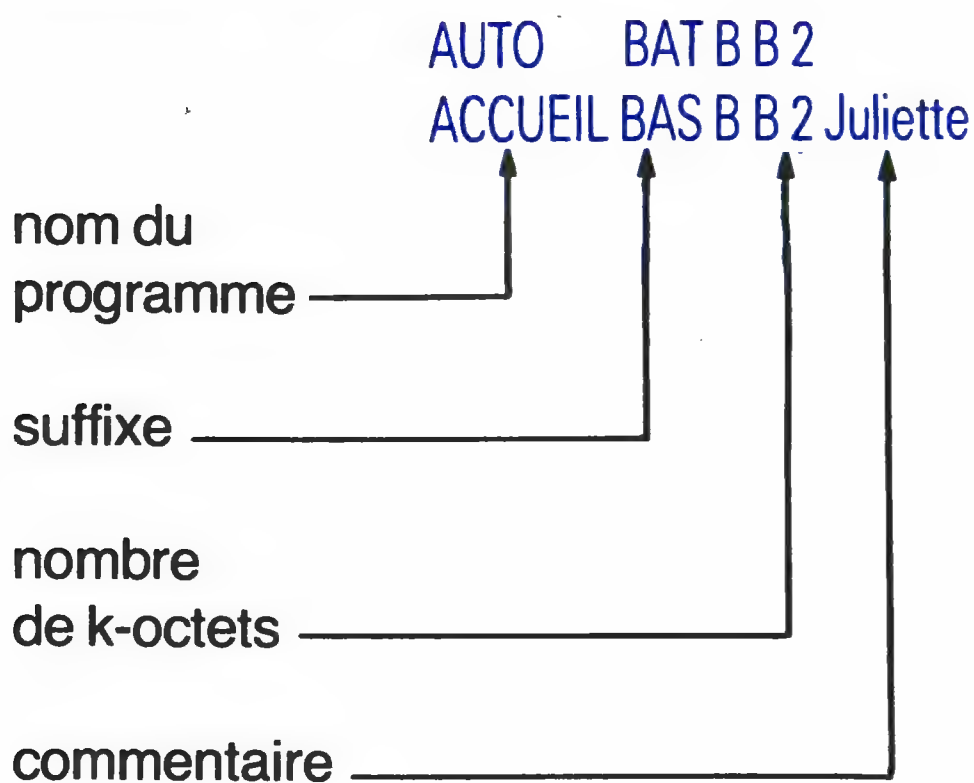 AUTO BAT B B 2
ACCUEIL BAS B B 2 Juliette
nom du
programme
suffixe
nombre
de k-octets
commentaire